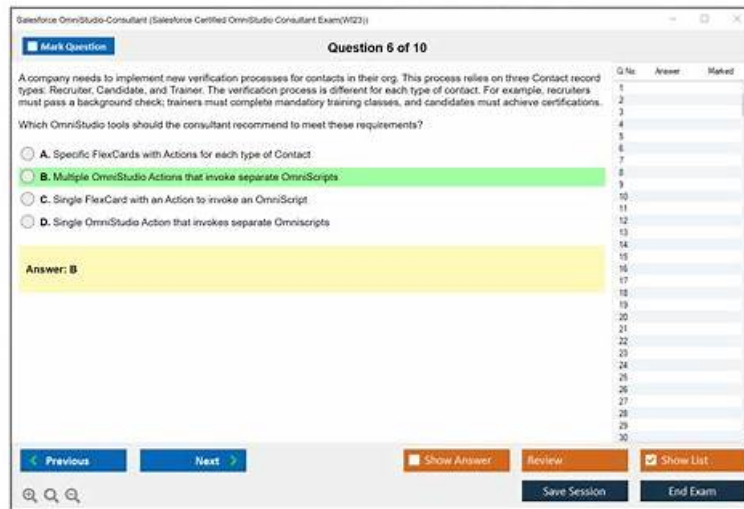 Salesforce OmniStudio-Consultant (Salesforce Certified OmniStudio Consultant Exam(WI23))
Mark Question
Question 6 of 10
A company needs to implement new verification processes for contacts in their org. This process relies on three Contact record
types: Recruiter, Candidate, and Trainer. The verification process is different for each type of contact. For example, recruiters
must pass a background check; trainers must complete mandatory training classes, and candidates must achieve certifications.
Which OmniStudio tools should the consultant recommend to meet these requirements?
A. Specific FlexCards with Actions for each type of Contact
B. Multiple OmniStudio Actions that invoke separate OmniScripts
C. Single FlexCard with an Action to invoke an OmniScript
D. Single OmniStudio Action that invokes separate Omniscripts
Answer: B
Q No Answer Marked
1
2
3
4
5
6
7
8
9
10
11
12
13
14
15
16
17
18
19
20
21
22
23
24
25
26
27
28
29
30
Previous
Next
Show Answer
Review
Show List
Save Session
End Exam